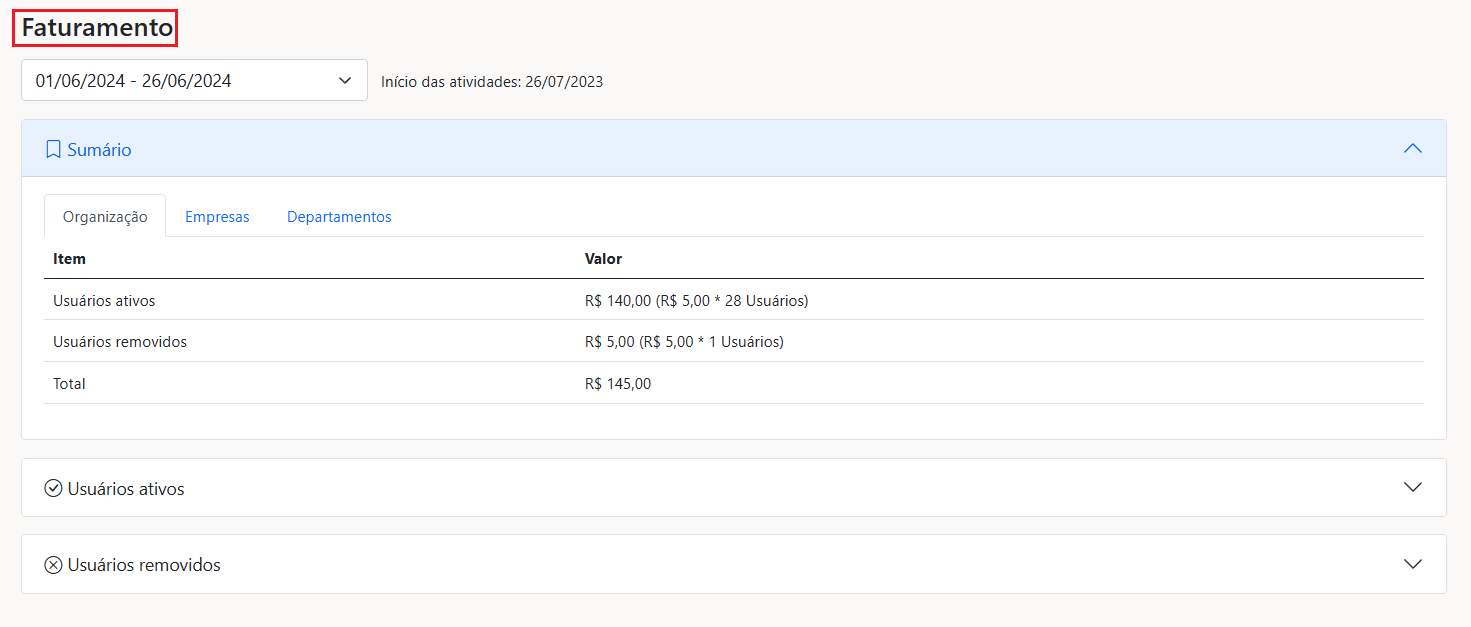 Faturamento
01/06/2024 - 26/06/2024 Início das atividades: 26/07/2023
Sumário
Organização Empresas Departamentos
Item Valor
Usuários ativos R$ 140,00 (R$ 5,00 * 28 Usuários)
Usuários removidos R$ 5,00 (R$ 5,00 * 1 Usuários)
Total R$ 145,00
Usuários ativos
Usuários removidos